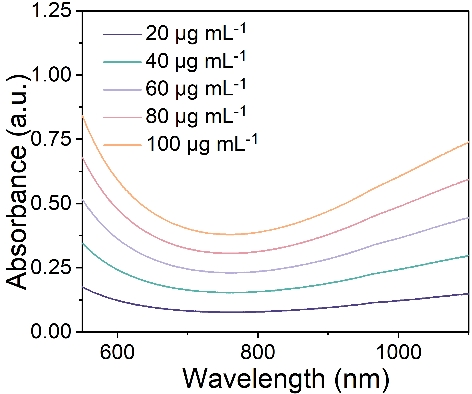 1.25
1.00
0.75
0.50
0.25
0.00
Absorbance (a.u.)
20 µg mL⁻¹
40 µg mL⁻¹
60 µg mL⁻¹
80 µg mL⁻¹
100 µg mL⁻¹
600 800 1000
Wavelength (nm)